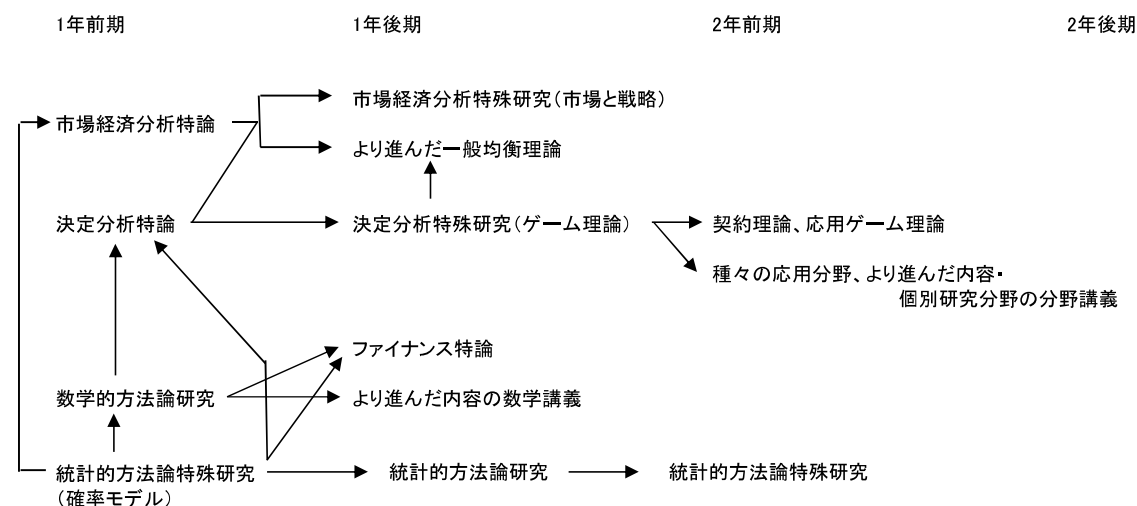 1年前期
1年後期
2年前期
2年後期
市場経済分析特殊研究(市場と戦略)
市場経済分析特論
より進んだ一般均衡理論
決定分析特論
決定分析特殊研究(ゲーム理論)
契約理論、応用ゲーム理論
種々の応用分野、より進んだ内容・
個別研究分野の分野講義
ファイナンス特論
数学的方法論研究
より進んだ内容の数学講義
統計的方法論特殊研究
(確率モデル)
統計的方法論研究
統計的方法論特殊研究